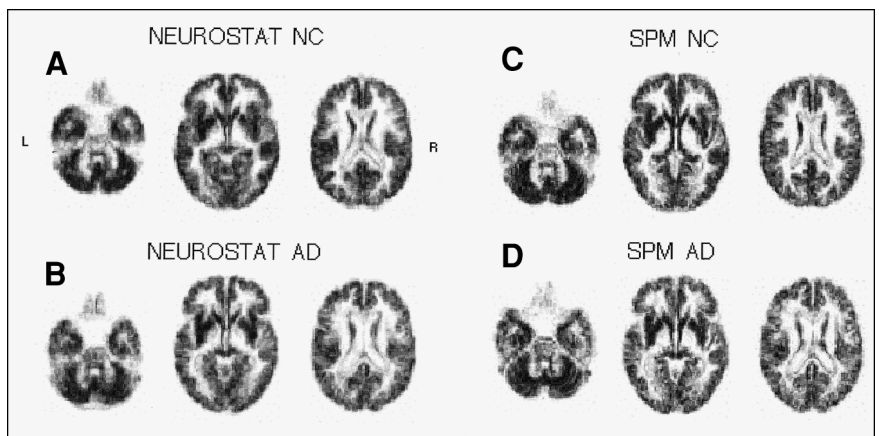 NEUROSTAT NC
A
L
R
SPM NC
C
NEUROSTAT AD
B
SPM AD
D